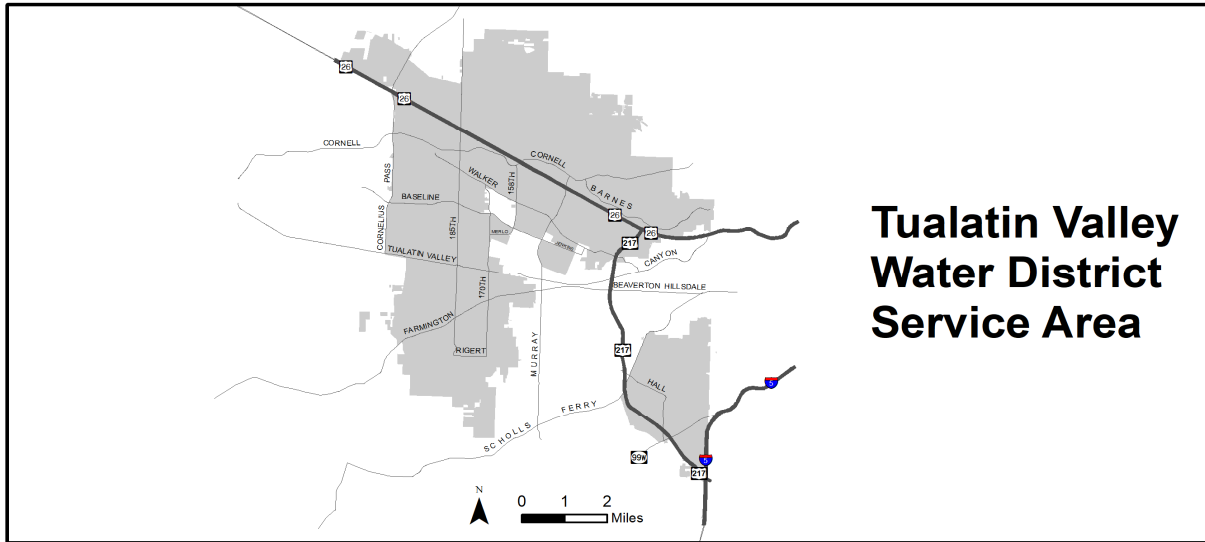 26
26
CORNELL
CORNELL
PASS
WALKER
158TH
BARNES
BASELINE
26
26
CORNELIUS
185TH
MERLO
JENKINS
217
TUALATIN VALLEY
CANYON
170TH
BEAVERTON HILLSDALE
FARMINGTON
RIGERT
MURRAY
217
HALL
5
SCHOLLS
FERRY
99W
5
217
N
0 1 2
Miles
Tualatin Valley
Water District
Service Area